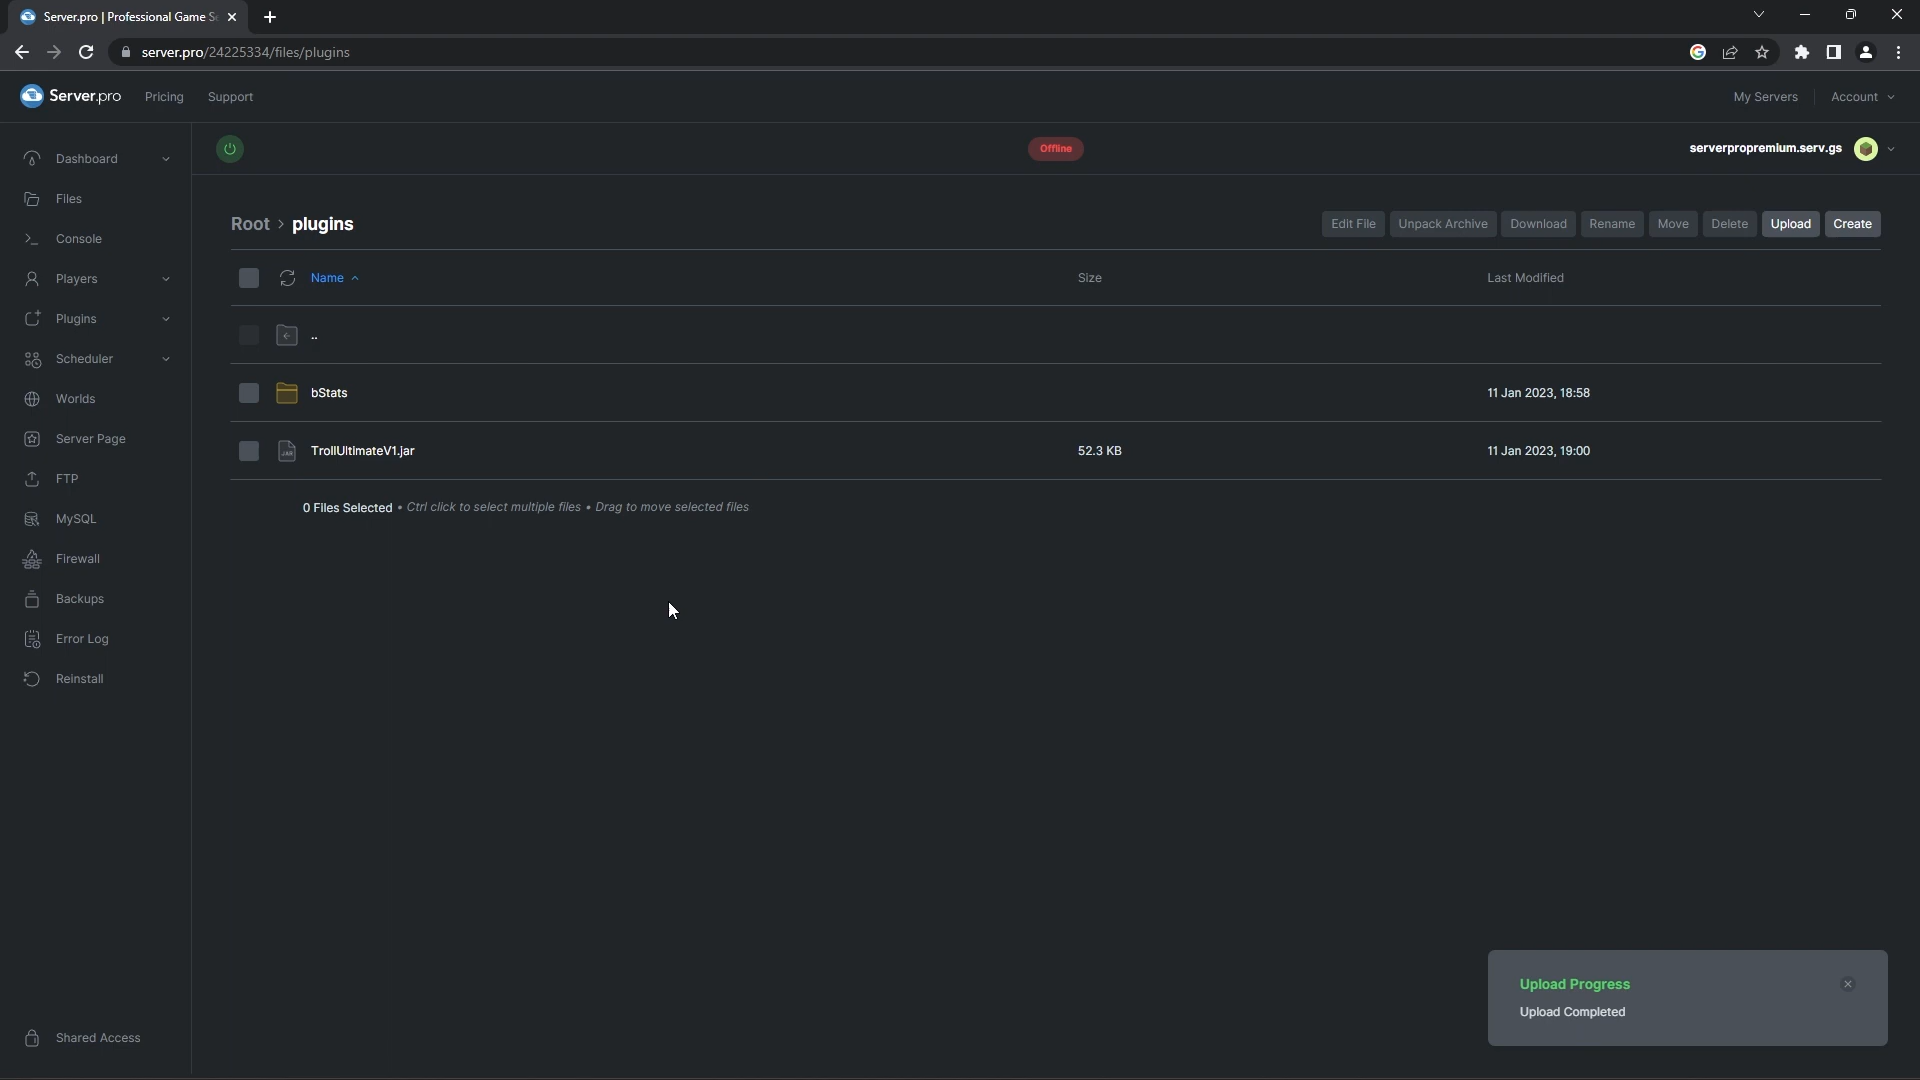 Server.pro | Professional Game S
server.pro/24225334/files/plugins
Server.pro Pricing Support My Servers Account
Dashboard Offline serverpropremium.serv.gs
Files
Console
Players
Plugins
Scheduler
Worlds
Server Page
FTP
MySQL
Firewall
Backups
Error Log
Reinstall
Shared Access
Root > plugins Edit File Unpack Archive Download Rename Move Delete Upload Create
Name Size Last Modified
..
bStats 11 Jan 2023, 18:58
JAR TrollUltimateV1.jar 52.3 KB 11 Jan 2023, 19:00
0 Files Selected • Ctrl click to select multiple files • Drag to move selected files
Upload Progress
Upload Completed